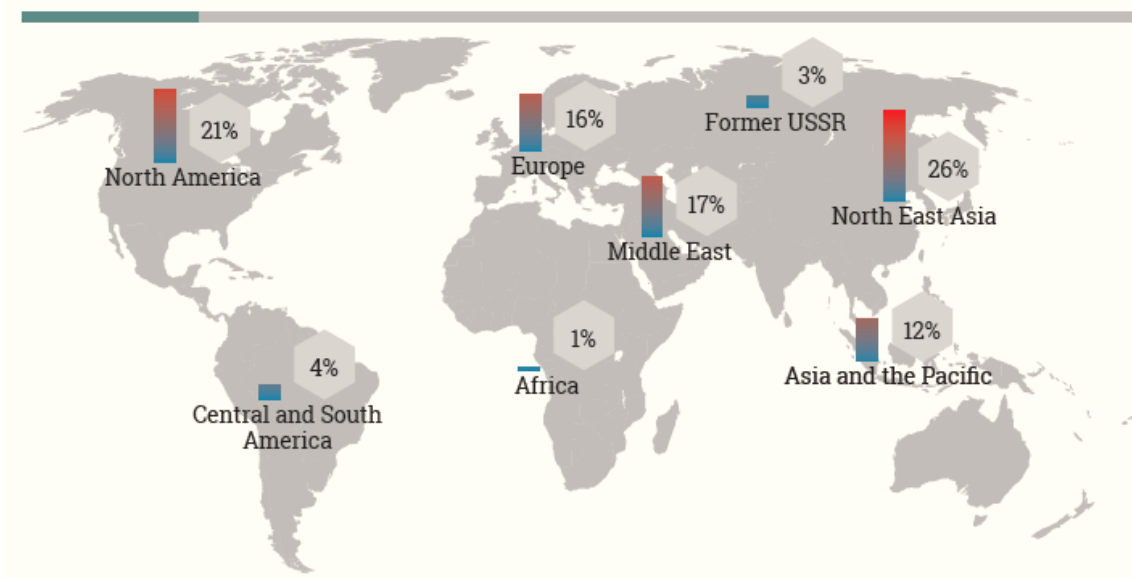 3%
Former USSR
21%
North America
16%
Europe
26%
North East Asia
17%
Middle East
12%
Asia and the Pacific
1%
Africa
4%
Central and South
America